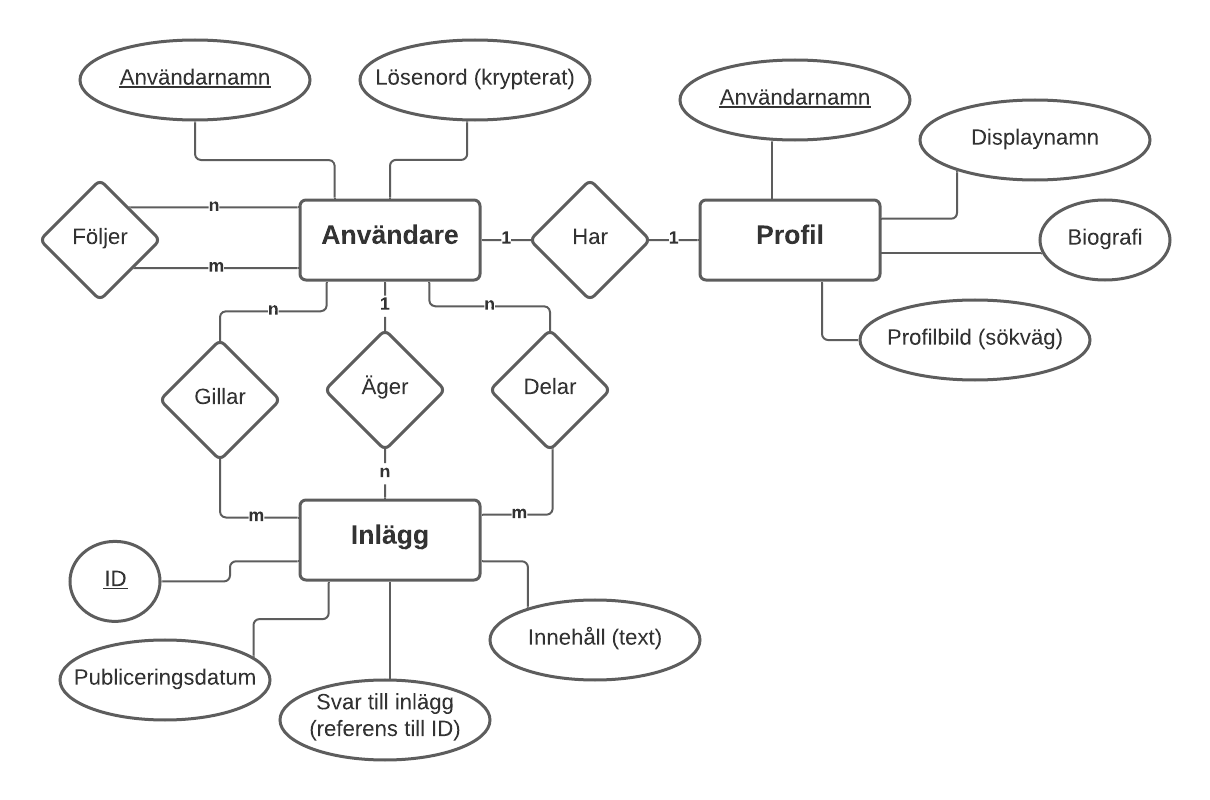 Användarnamn
Lösenord (krypterat)
Användarnamn
Displaynamn
Följer
n
m
Användare
1
Har
1
Profil
Biografi
Profilbild (sökväg)
n
1
n
Gillar
Äger
Delar
m
n
m
Inlägg
ID
Innehåll (text)
Publiceringsdatum
Svar till inlägg
(referens till ID)